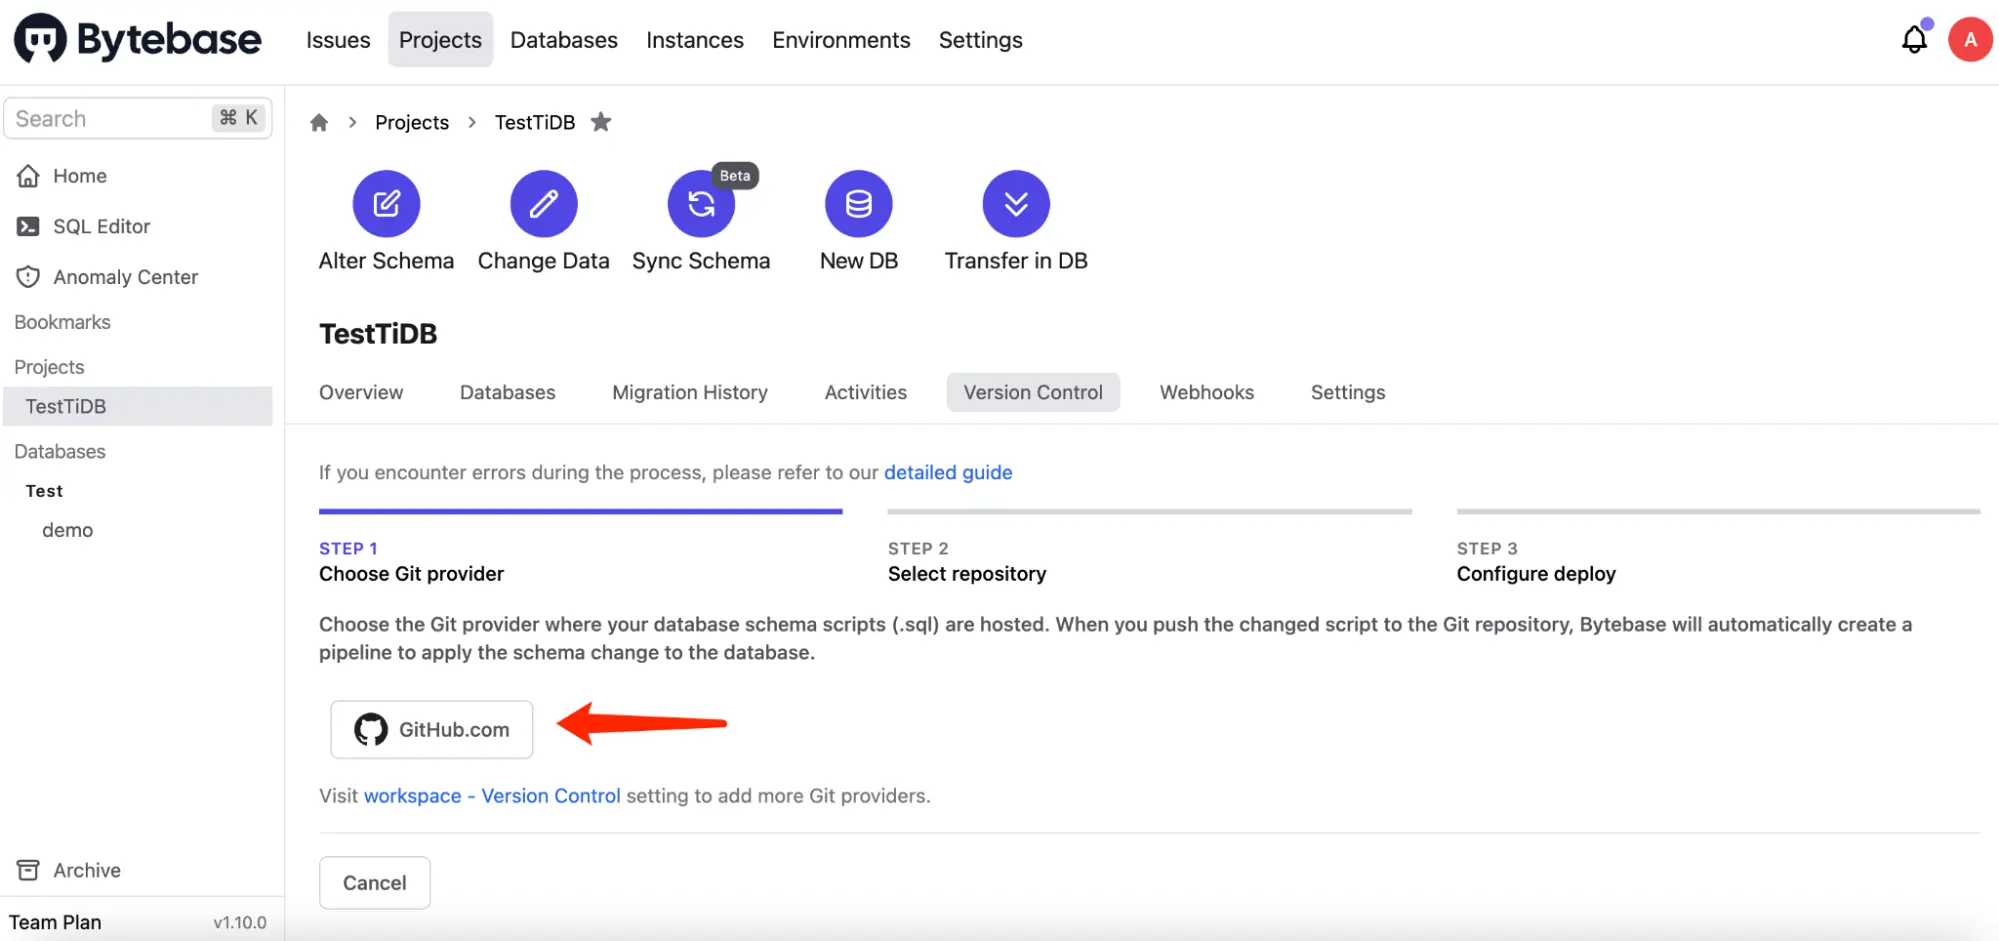 Bytebase
Issues Projects Databases Instances Environments Settings
A
Search ⌘ K
Home
SQL Editor
Anomaly Center
Bookmarks
Projects
TestTiDB
Databases
Test
demo
Archive
Team Plan v1.10.0
Projects TestTiDB
Beta
Alter Schema Change Data Sync Schema New DB Transfer in DB
TestTiDB
Overview Databases Migration History Activities Version Control Webhooks Settings
If you encounter errors during the process, please refer to our detailed guide
STEP 1
Choose Git provider
STEP 2
Select repository
STEP 3
Configure deploy
Choose the Git provider where your database schema scripts (.sql) are hosted. When you push the changed script to the Git repository, Bytebase will automatically create a
pipeline to apply the schema change to the database.
GitHub.com
Visit workspace - Version Control setting to add more Git providers.
Cancel